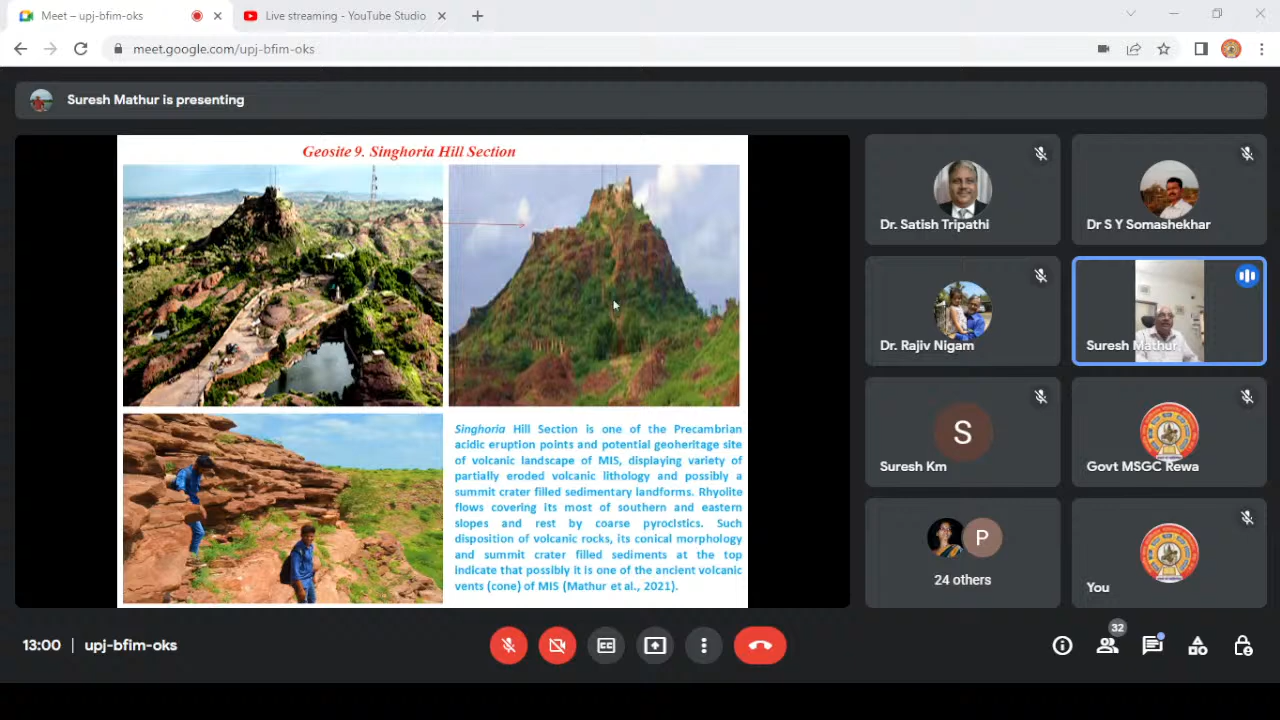 Meet – upj-bfim-oks
Live streaming - YouTube Studio
meet.google.com/upj-bfim-oks
Suresh Mathur is presenting
Geosite 9. Singhoria Hill Section
Singhoria Hill Section is one of the Precambrian
acidic eruption points and potential geoheritage site
of volcanic landscape of MIS, displaying variety of
partially eroded volcanic lithology and possibly a
summit crater filled sedimentary landforms. Rhyolite
flows covering its most of southern and eastern
slopes and rest by coarse pyroclstics. Such
disposition of volcanic rocks, its conical morphology
and summit crater filled sediments at the top
indicate that possibly it is one of the ancient volcanic
vents (cone) of MIS (Mathur et al., 2021).
Dr. Satish Tripathi
Dr S Y Somashekhar
Dr. Rajiv Nigam
Suresh Mathur
S
Suresh Km
Govt MSGC Rewa
P
24 others
You
13:00 | upj-bfim-oks
CC
32